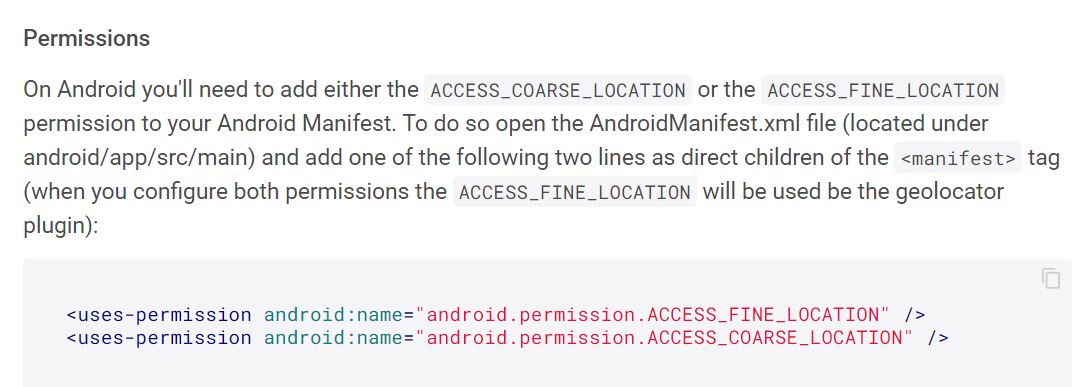 Permissions
On Android you'll need to add either the ACCESS_COARSE_LOCATION or the ACCESS_FINE_LOCATION
permission to your Android Manifest. To do so open the AndroidManifest.xml file (located under
android/app/src/main) and add one of the following two lines as direct children of the <manifest> tag
(when you configure both permissions the ACCESS_FINE_LOCATION will be used be the geolocator
plugin):
<uses-permission android:name="android.permission.ACCESS_FINE_LOCATION" />
<uses-permission android:name="android.permission.ACCESS_COARSE_LOCATION" />